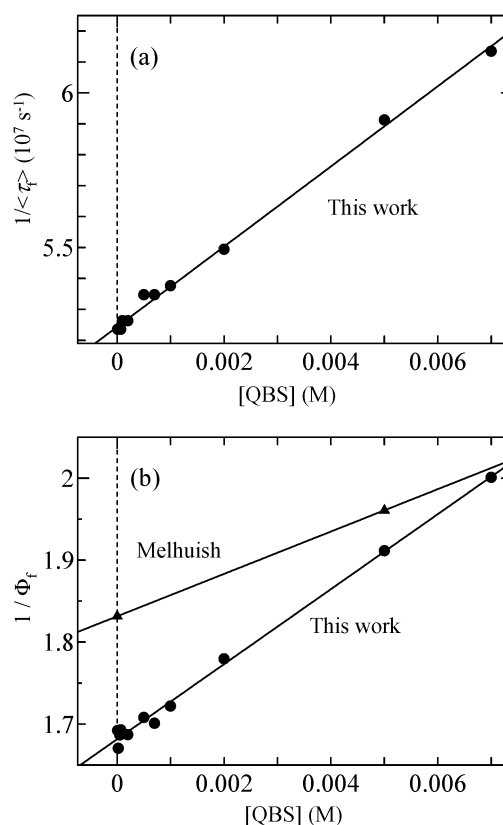 (a)
6
5.5
1/<τf> (10⁷ s⁻¹)
This work
0 0.002 0.004 0.006
[QBS] (M)
(b)
2
1.9
1.8
1.7
1 / Φf
Melhuish
This work
0 0.002 0.004 0.006
[QBS] (M)